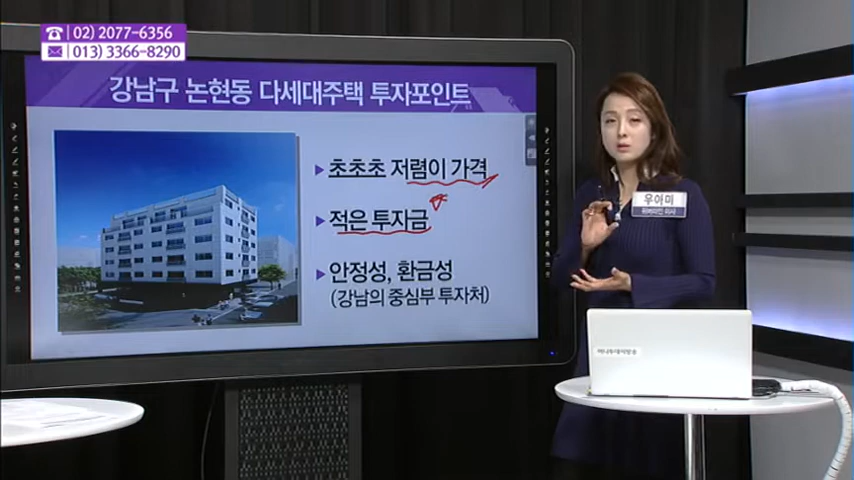 02) 2077-6356
013) 3366-8290
강남구 논현동 다세대주택 투자포인트
▶초초초 저렴이 가격
▶적은 투자금
▶안정성, 환금성
(강남의 중심부 투자처)
우아미